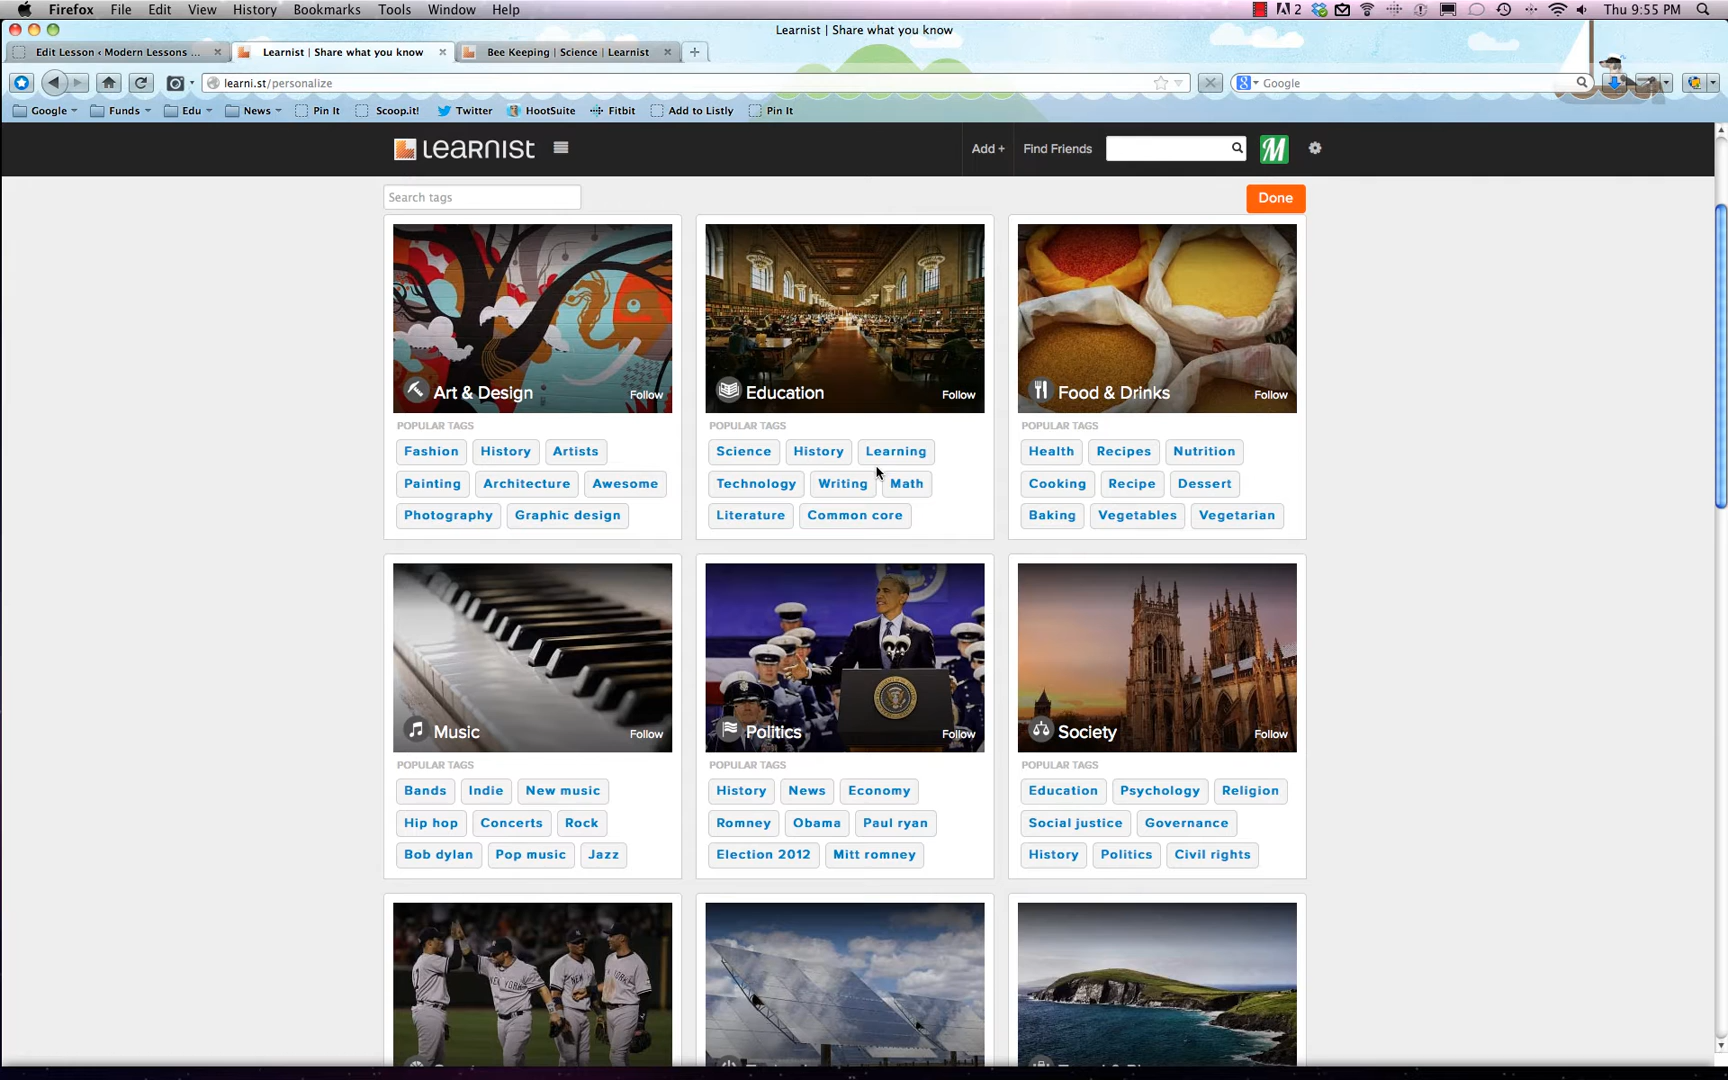 Firefox File Edit View History Bookmarks Tools Window Help 2 Thu 9:55 PM
Learnist | Share what you know
Edit Lesson ‹ Modern Lessons ... Learnist | Share what you know Bee Keeping | Science | Learnist
learni.st/personalize Google
Google Funds Edu News Pin It Scoop.it! Twitter HootSuite Fitbit Add to Listly Pin It
Learnist Add + Find Friends M
Search tags Done
Art & Design Follow Education Follow Food & Drinks Follow
POPULAR TAGS POPULAR TAGS POPULAR TAGS
Fashion History Artists Science History Learning Health Recipes Nutrition
Painting Architecture Awesome Technology Writing Math Cooking Recipe Dessert
Photography Graphic design Literature Common core Baking Vegetables Vegetarian
Music Follow Politics Follow Society Follow
POPULAR TAGS POPULAR TAGS POPULAR TAGS
Bands Indie New music History News Economy Education Psychology Religion
Hip hop Concerts Rock Romney Obama Paul ryan Social justice Governance
Bob dylan Pop music Jazz Election 2012 Mitt romney History Politics Civil rights